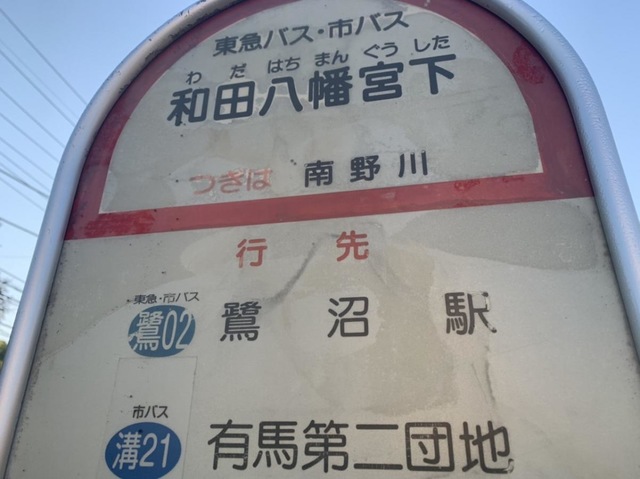 東急バス・市バス
わだはちまんぐうした
和田八幡宮下
つぎは 南野川
行先
東急・市バス
鷺02 鷺沼駅
市バス
溝21 有馬第二団地